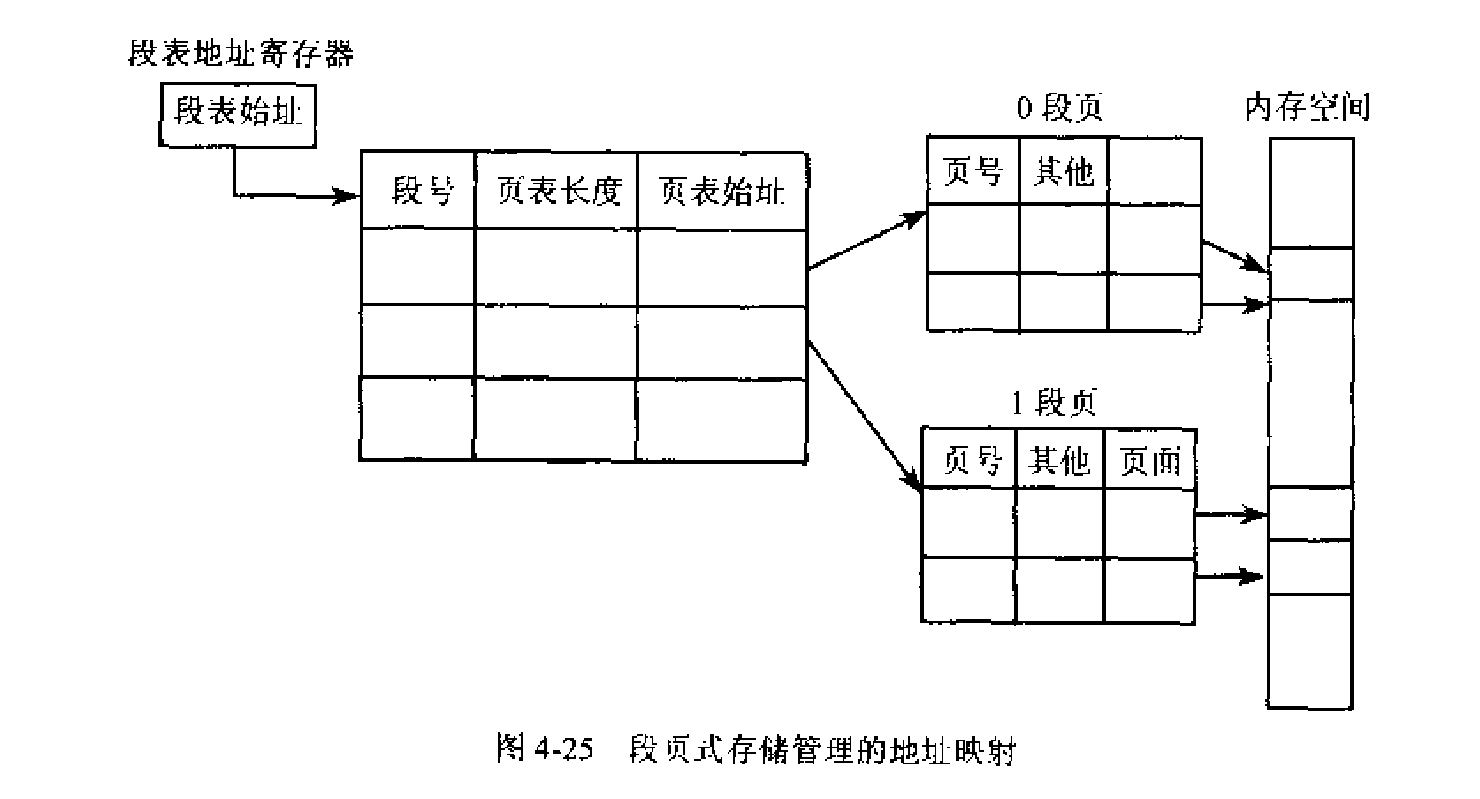 段表地址寄存器
段表始址
段号 页表长度 页表始址
0 段页
页号 其他
1 段页
页号 其他 页面
内存空间
图 4-25 段页式存储管理的地址映射